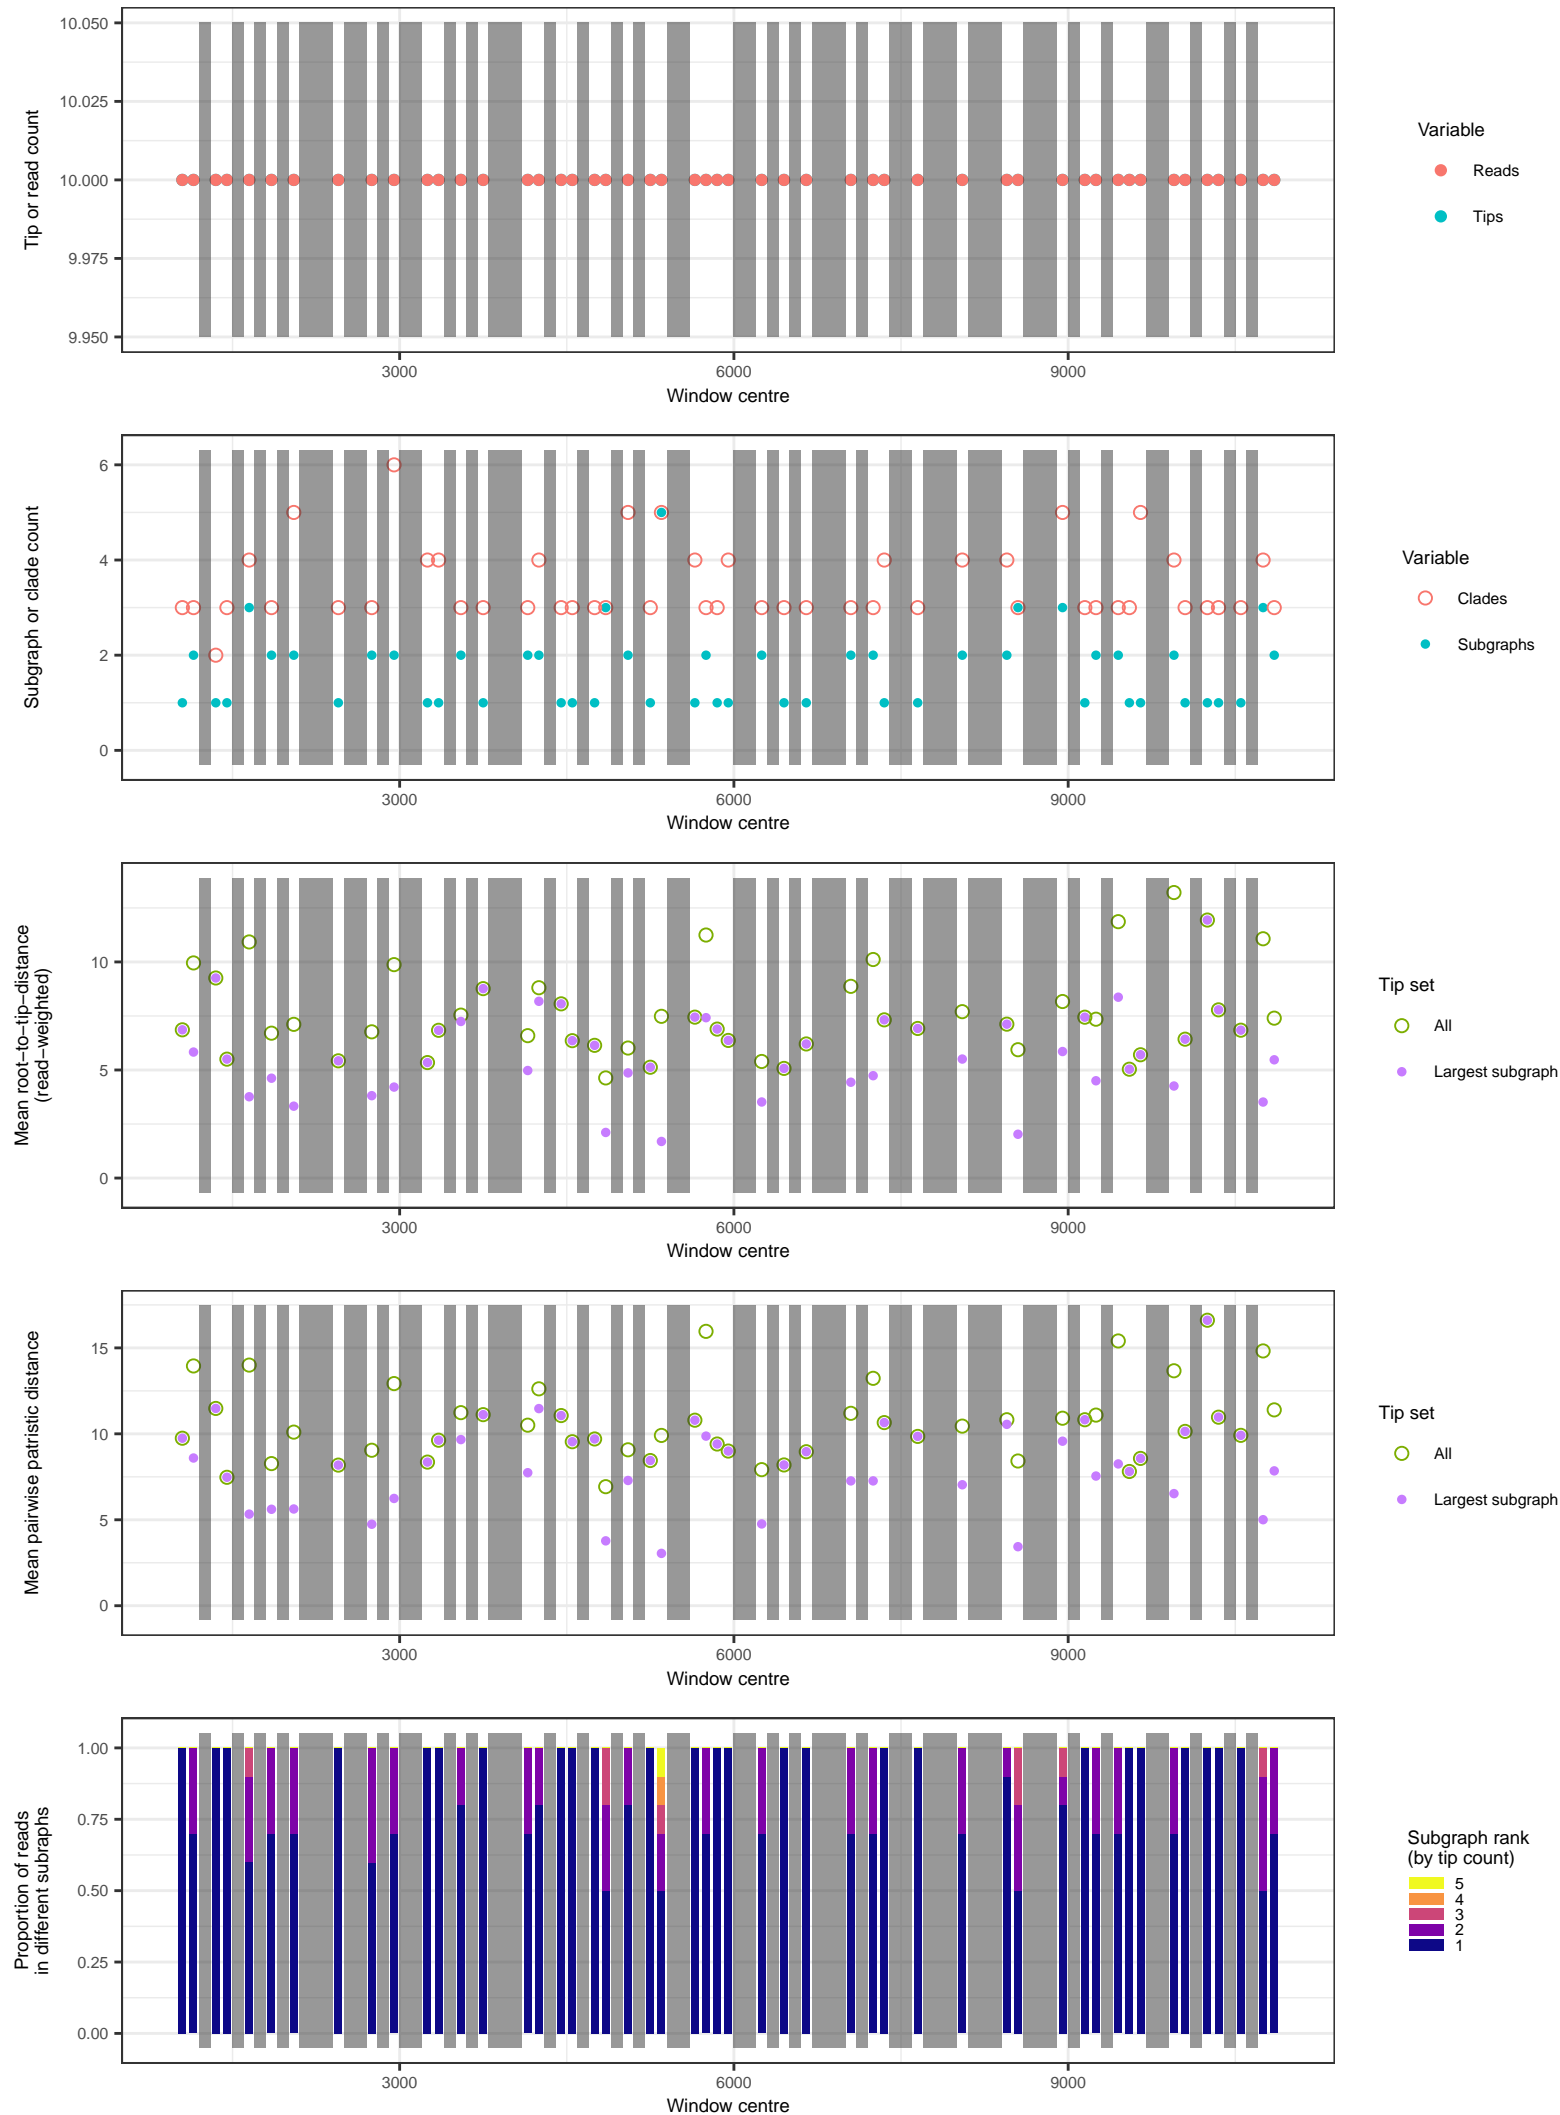 10.050
10.025
10.000
9.975
9.950
Tip or read count
3000 6000 9000
Window centre
Variable
Reads
Tips
6
4
2
0
Subgraph or clade count
3000 6000 9000
Window centre
Variable
Clades
Subgraphs
10
5
0
Mean root−to−tip−distance
(read−weighted)
3000 6000 9000
Window centre
Tip set
All
Largest subgraph
15
10
5
0
Mean pairwise patristic distance
3000 6000 9000
Window centre
Tip set
All
Largest subgraph
1.00
0.75
0.50
0.25
0.00
Proportion of reads
in different subraphs
3000 6000 9000
Window centre
Subgraph rank
(by tip count)
5
4
3
2
1